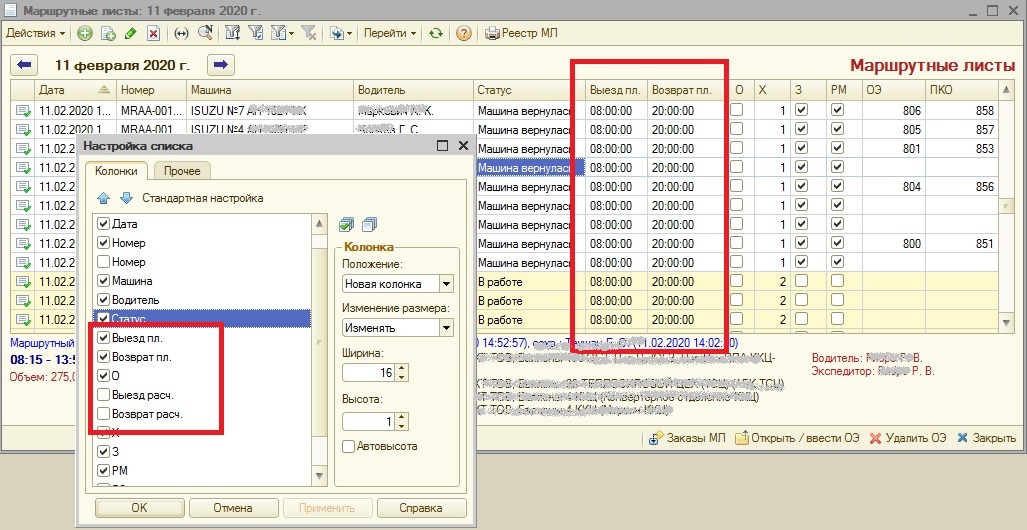 Маршрутные листы: 11 февраля 2020 г.
Действия Перейти Реестр МЛ
11 февраля 2020 г. Маршрутные листы
Дата Номер Машина Водитель Статус Выезд пл. Возврат пл. О Х З РМ ОЭ ПКО
11.02.2020 1... MRAA-001... ISUZU №7 Машина вернулась 08:00:00 20:00:00 1 806 858
11.02.2020 1... MRAA-001... ISUZU №4 Машина вернулась 08:00:00 20:00:00 1 805 857
11.02.2 Машина вернулась 08:00:00 20:00:00 1 801 853
11.02.2 Машина вернулась 08:00:00 20:00:00 1
11.02.2 Машина вернулась 08:00:00 20:00:00 1 804 856
11.02.2 Машина вернулась 08:00:00 20:00:00 1
11.02.2 Машина вернулась 08:00:00 20:00:00 1
11.02.2 Машина вернулась 08:00:00 20:00:00 1 800 851
11.02.2 Машина вернулась 08:00:00 20:00:00 1
11.02.2 В работе 08:00:00 20:00:00 2
11.02.2 В работе 08:00:00 20:00:00 2
11.02.2 В работе 08:00:00 20:00:00 2
Маршрутный 14:52:57), (11.02.2020 14:02:20)
08:15 - 13:5
Объем: 275,0
Водитель: В.
Экспедитор: Р. В.
Заказы МЛ Открыть / ввести ОЭ Удалить ОЭ Закрыть
Настройка списка
Колонки Прочее
Стандартная настройка
Дата
Номер
Номер
Машина
Водитель
Статус
Выезд пл.
Возврат пл.
О
Выезд расч.
Возврат расч.
Х
З
РМ
Колонка
Положение:
Новая колонка
Изменение размера:
Изменять
Ширина:
16
Высота:
1
Автовысота
OK Отмена Применить Справка